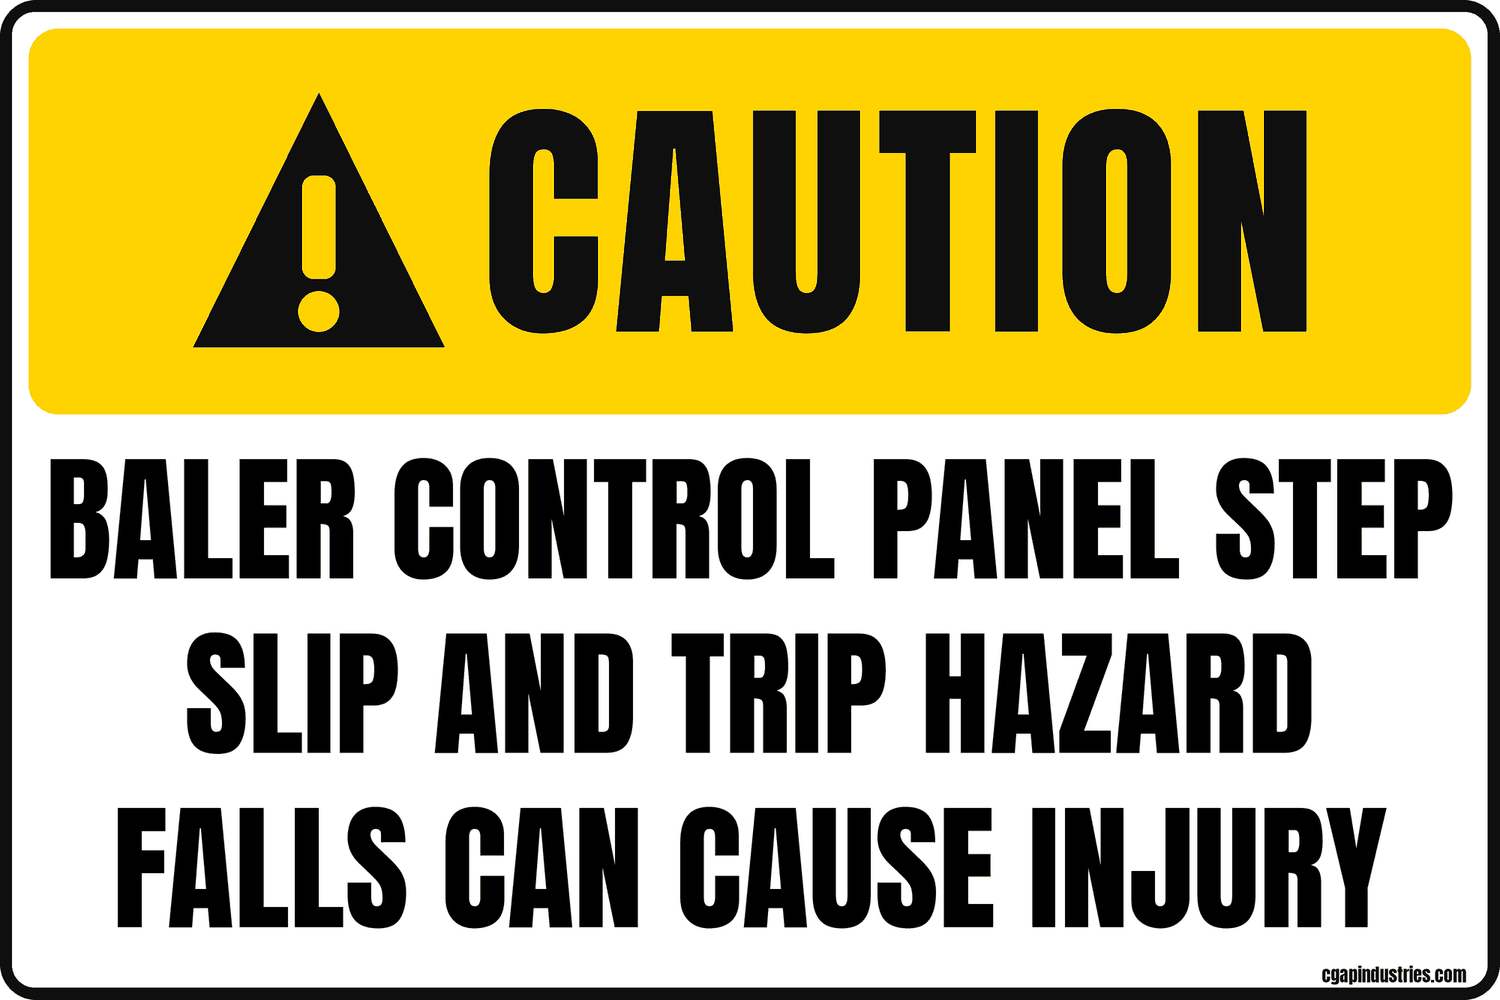 CAUTION
BALER CONTROL PANEL STEP
SLIP AND TRIP HAZARD
FALLS CAN CAUSE INJURY
cgapindustries.com